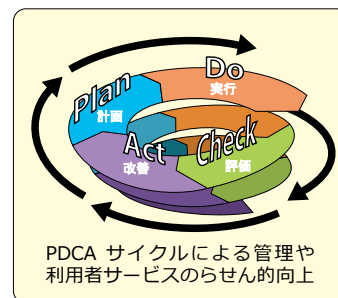 Plan
計画
Do
実行
Check
評価
Act
改善
PDCA サイクルによる管理や
利用者サービスのらせん的向上